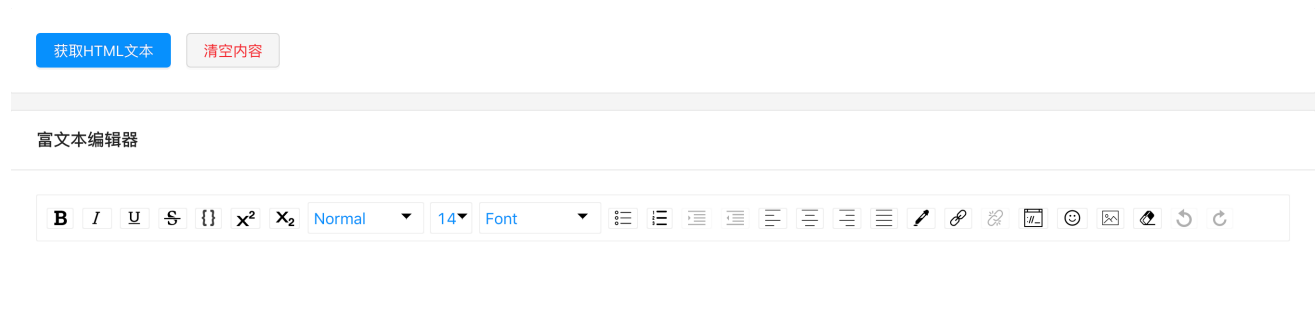 获取HTML文本 清空内容
富文本编辑器
B I U S {} X² X₂ Normal 14 Font